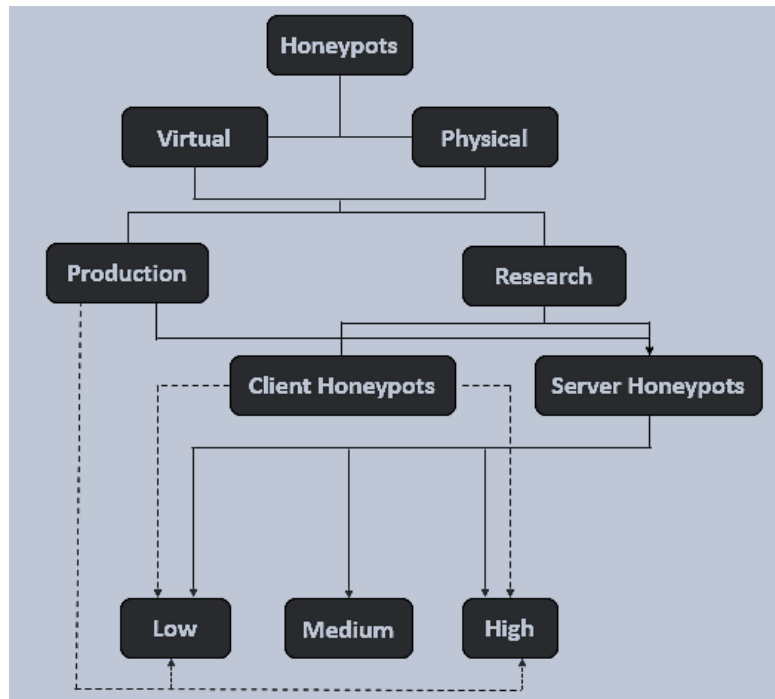 Honeypots
Virtual
Physical
Production
Research
Client Honeypots
Server Honeypots
Low
Medium
High